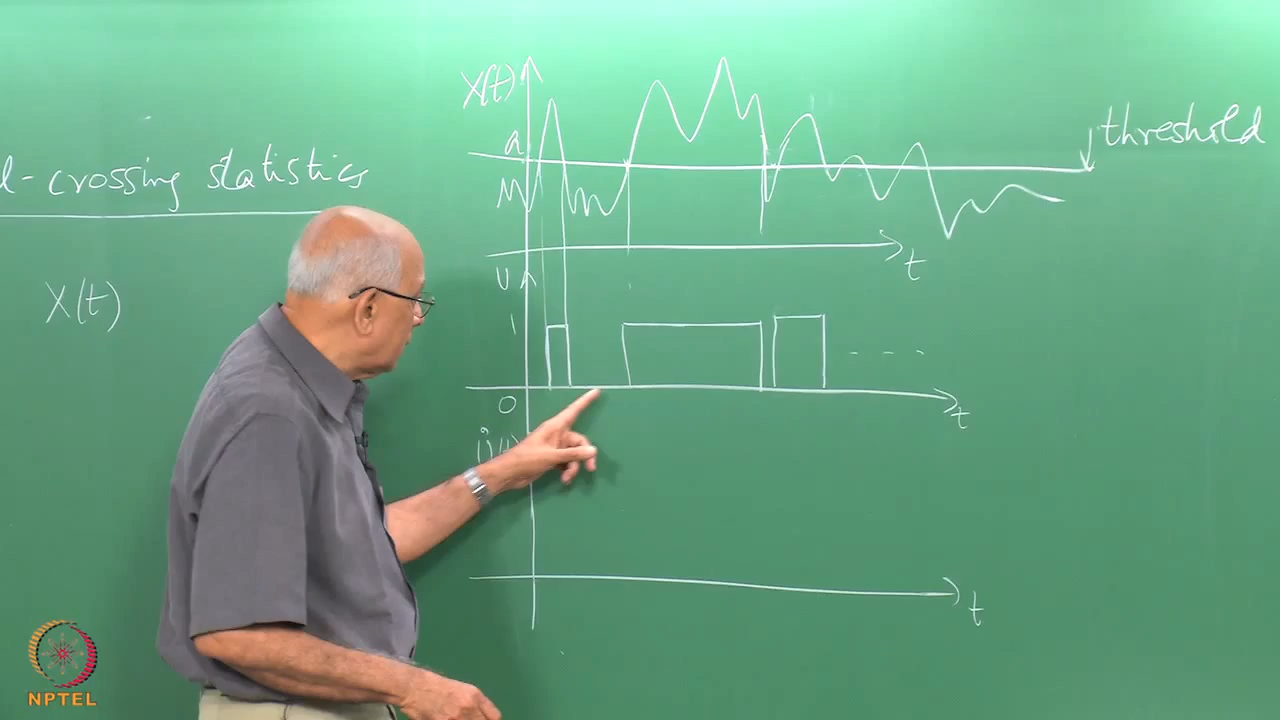 X(t)
a
threshold
l-crossing statistics
t
U
X(t)
1
0
t
t
NPTEL